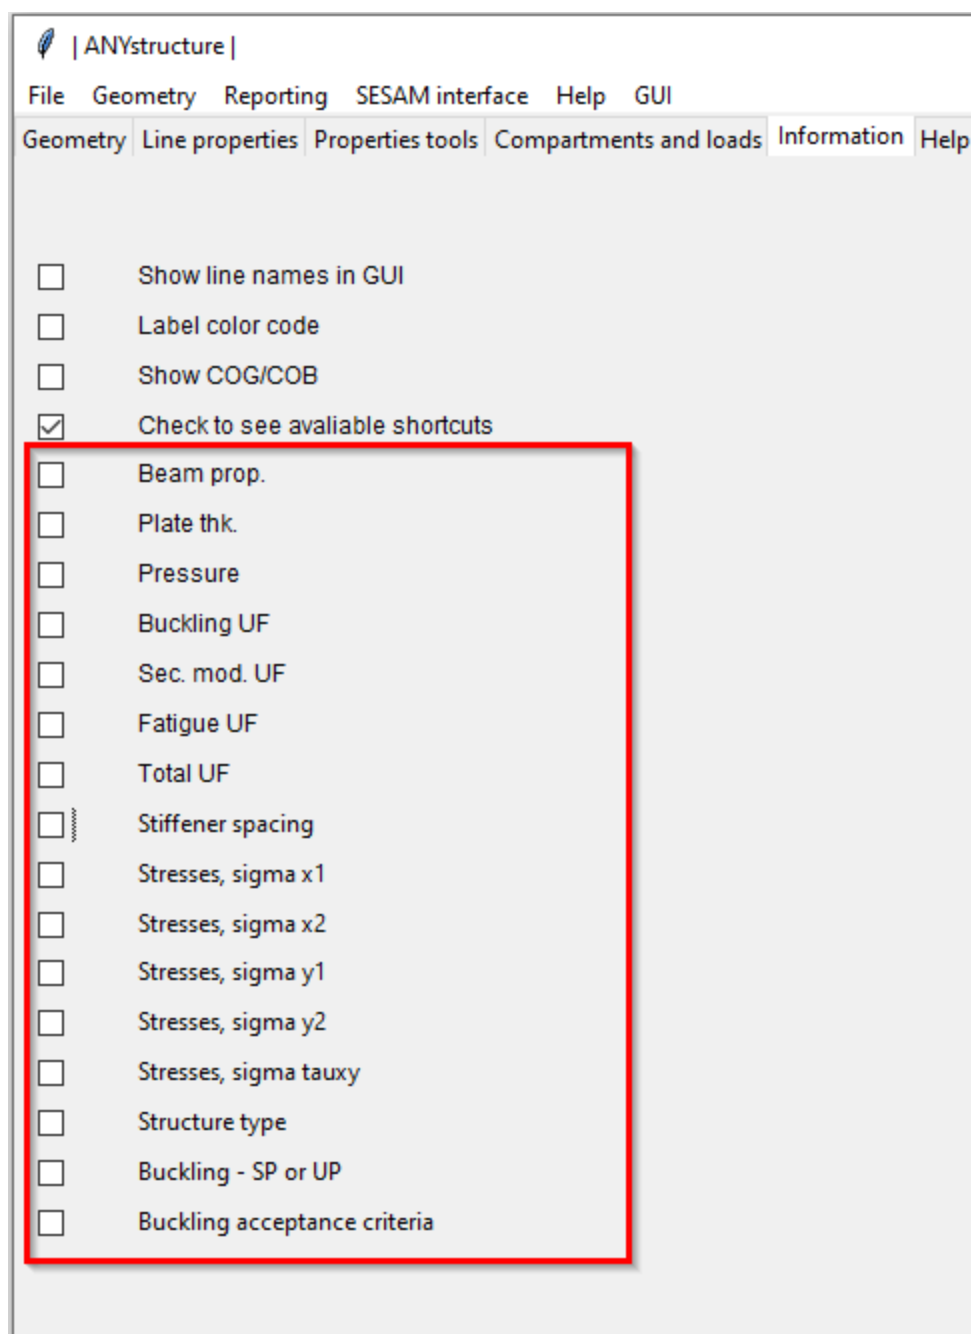 | ANYstructure |
File Geometry Reporting SESAM interface Help GUI
Geometry Line properties Properties tools Compartments and loads Information Help
Show line names in GUI
Label color code
Show COG/COB
Check to see avaliable shortcuts
Beam prop.
Plate thk.
Pressure
Buckling UF
Sec. mod. UF
Fatigue UF
Total UF
Stiffener spacing
Stresses, sigma x1
Stresses, sigma x2
Stresses, sigma y1
Stresses, sigma y2
Stresses, sigma tauxy
Structure type
Buckling - SP or UP
Buckling acceptance criteria